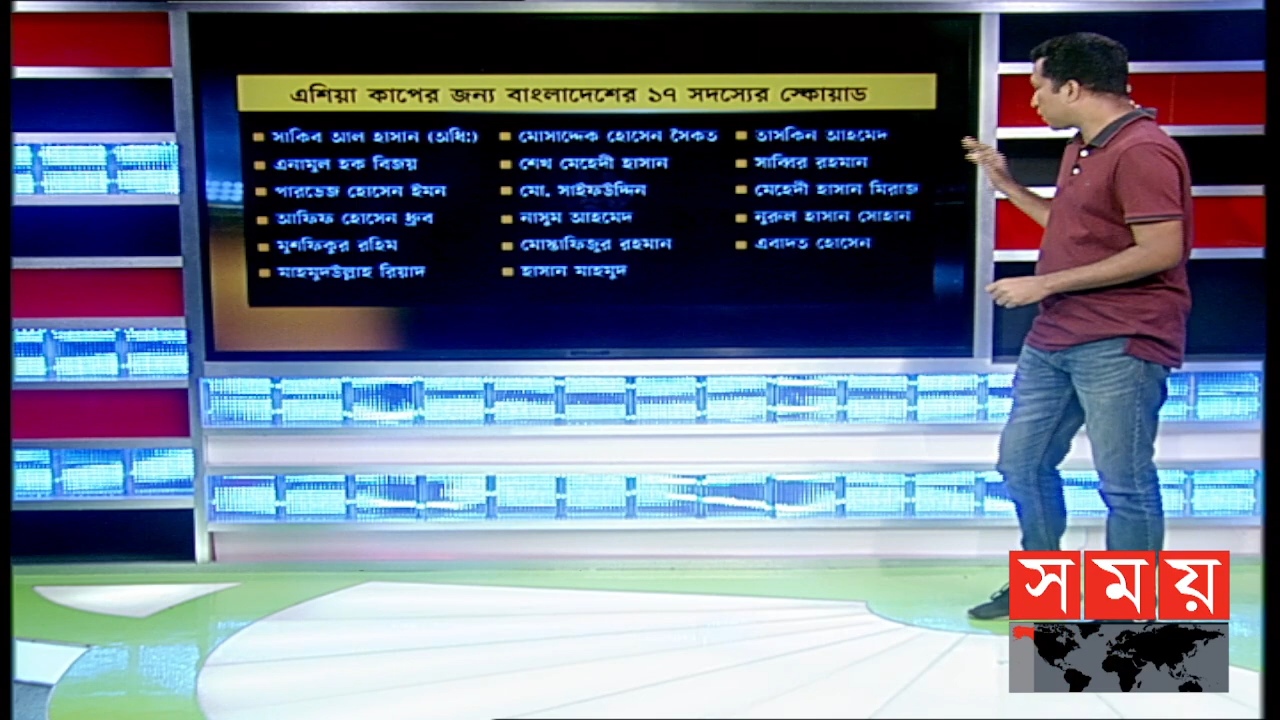 এশিয়া কাপের জন্য বাংলাদেশের ১৭ সদস্যের স্কোয়াড
সাকিব আল হাসান (অধিঃ)
এনামুল হক বিজয়
পারভেজ হোসেন ইমন
আফিফ হোসেন ধ্রুব
মুশফিকুর রহিম
মাহমুদউল্লাহ রিয়াদ
মোসাদ্দেক হোসেন সৈকত
শেখ মেহেদী হাসান
মো. সাইফউদ্দিন
নাসুম আহমেদ
মোস্তাফিজুর রহমান
হাসান মাহমুদ
তাসকিন আহমেদ
সাব্বির রহমান
মেহেদী হাসান মিরাজ
নুরুল হাসান সোহান
এবাদত হোসেন
সময়